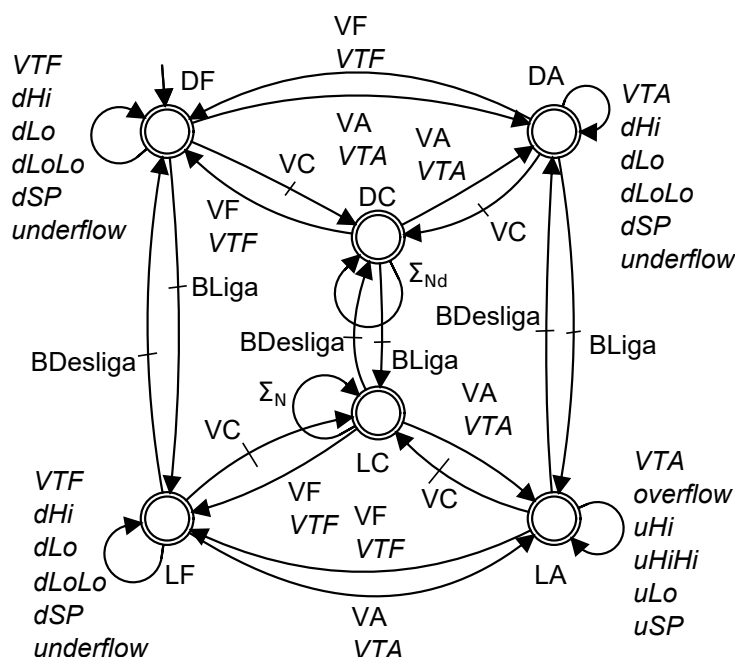 VF
VTF
DF
DA
VTF
dHi
dLo
dLoLo
dSP
underflow
VTA
dHi
dLo
dLoLo
dSP
underflow
VA
VTA
VA
VTA
VC
DC
VF
VTF
VC
ΣNd
BLiga
BDesliga
BDesliga
BLiga
BDesliga
BLiga
ΣN
VA
VTA
VC
LC
VC
VTF
dHi
dLo
dLoLo
dSP
underflow
VF
VTF
VF
VTF
LF
LA
VTA
overflow
uHi
uHiHi
uLo
uSP
VA
VTA